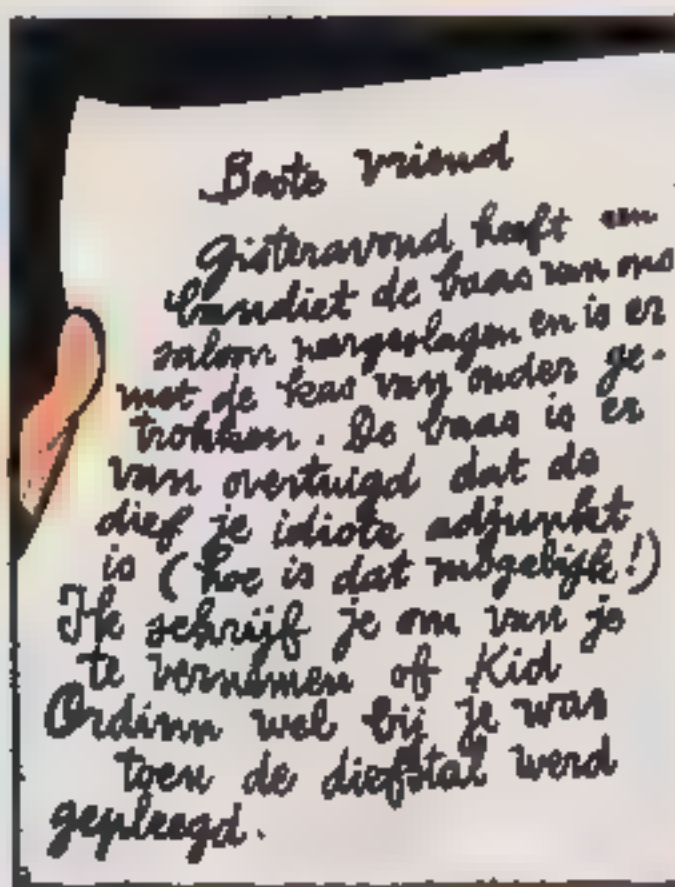 Beste vriend
Gisteravond heeft een
bandiet de baas van ons
saloon neergeslagen en is er
met de kas van onder ge-
trokken. De baas is er
van overtuigd dat de
dief je idiote adjunkt
is (hoe is dat mogelijk!)
Ik schrijf je om van je
te vernemen of Kid
Ordinn wel bij je was
toen de diefstal werd
gepleegd.